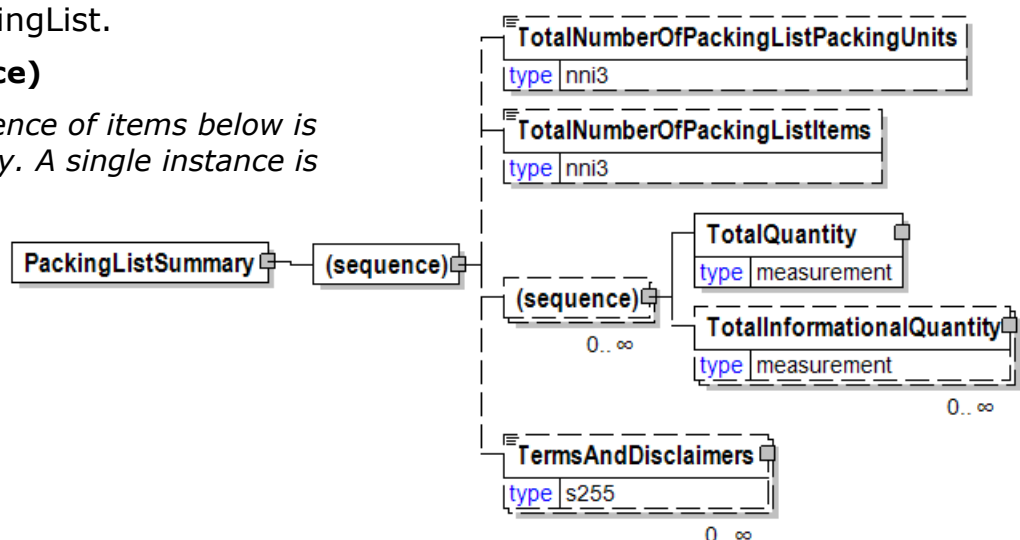 ingList.
ce)
ence of items below is
y. A single instance is
TotalNumberOfPackingListPackingUnits
type nni3
TotalNumberOfPackingListItems
type nni3
PackingListSummary
(sequence)
(sequence)
0.. ∞
TotalQuantity
type measurement
TotalInformationalQuantity
type measurement
0.. ∞
TermsAndDisclaimers
type s255
0.. ∞